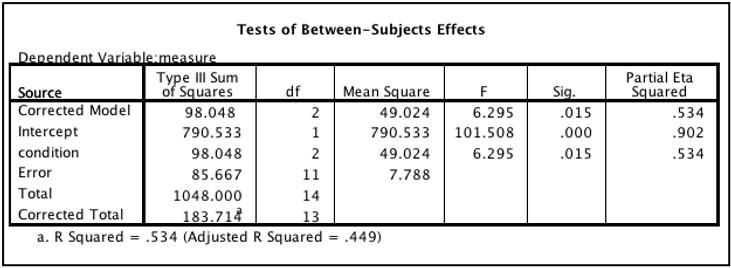 Tests of Between-Subjects Effects
Dependent Variable:measure
Source Type III Sum of Squares df Mean Square F Sig. Partial Eta Squared
Corrected Model 98.048 2 49.024 6.295 .015 .534
Intercept 790.533 1 790.533 101.508 .000 .902
condition 98.048 2 49.024 6.295 .015 .534
Error 85.667 11 7.788
Total 1048.000 14
Corrected Total 183.714a 13
a. R Squared = .534 (Adjusted R Squared = .449)